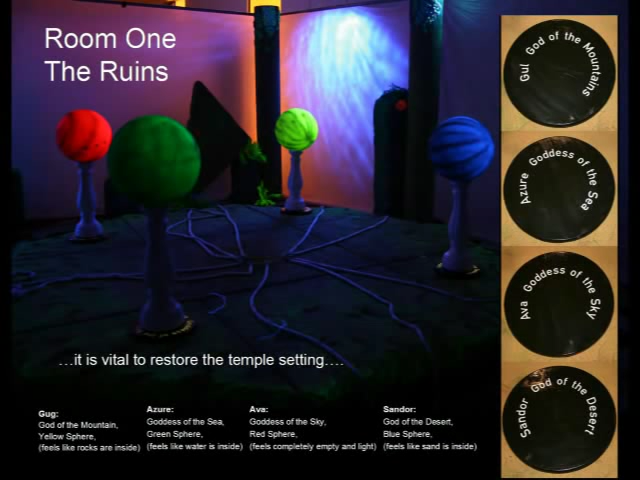 Room One
The Ruins
Gul God of the Mountains
Azure Goddess of the Sea
Ava Goddess of the Sky
Sandor God of the Desert
…it is vital to restore the temple setting….
Gug:
God of the Mountain,
Yellow Sphere,
(feels like rocks are inside)
Azure:
Goddess of the Sea,
Green Sphere,
(feels like water is inside)
Ava:
Goddess of the Sky,
Red Sphere,
(feels completely empty and light)
Sandor:
God of the Desert,
Blue Sphere,
(feels like sand is inside)